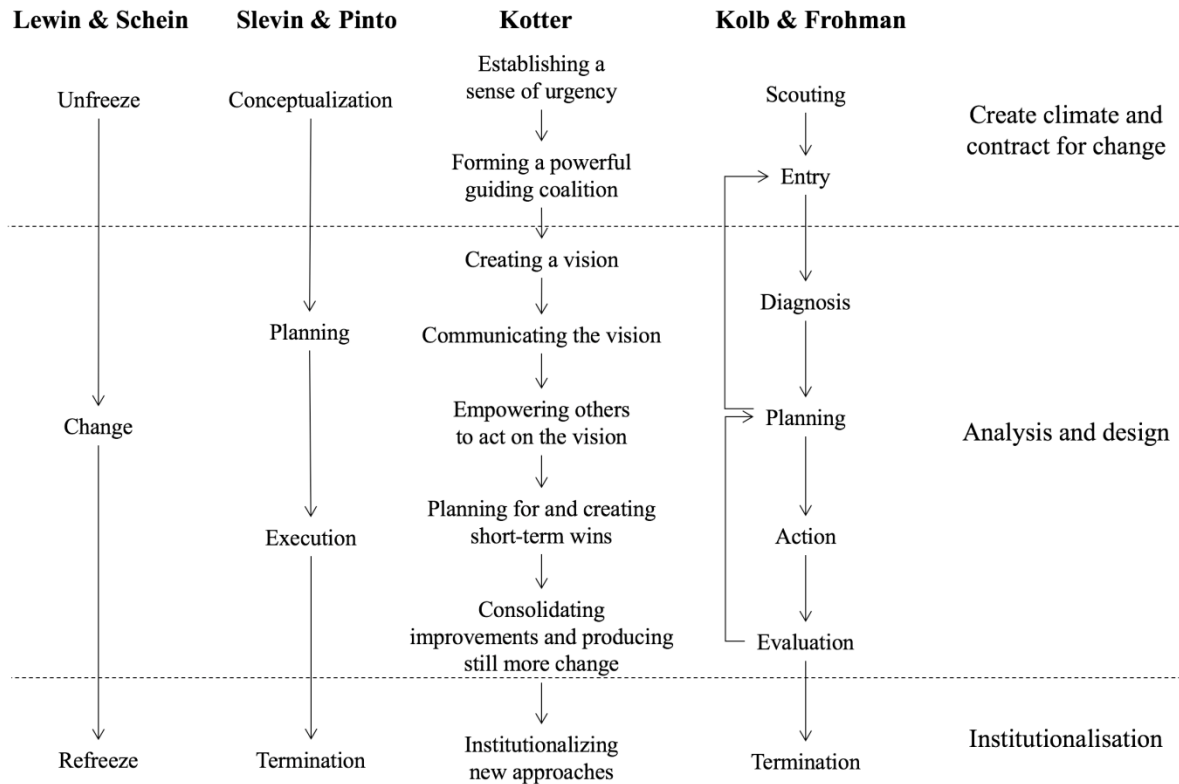 Lewin & Schein
Slevin & Pinto
Kotter
Kolb & Frohman
Unfreeze
Change
Refreeze
Conceptualization
Planning
Execution
Termination
Establishing a
sense of urgency
Forming a powerful
guiding coalition
Creating a vision
Communicating the vision
Empowering others
to act on the vision
Planning for and creating
short-term wins
Consolidating
improvements and producing
still more change
Institutionalizing
new approaches
Scouting
Entry
Diagnosis
Planning
Action
Evaluation
Termination
Create climate and
contract for change
Analysis and design
Institutionalisation